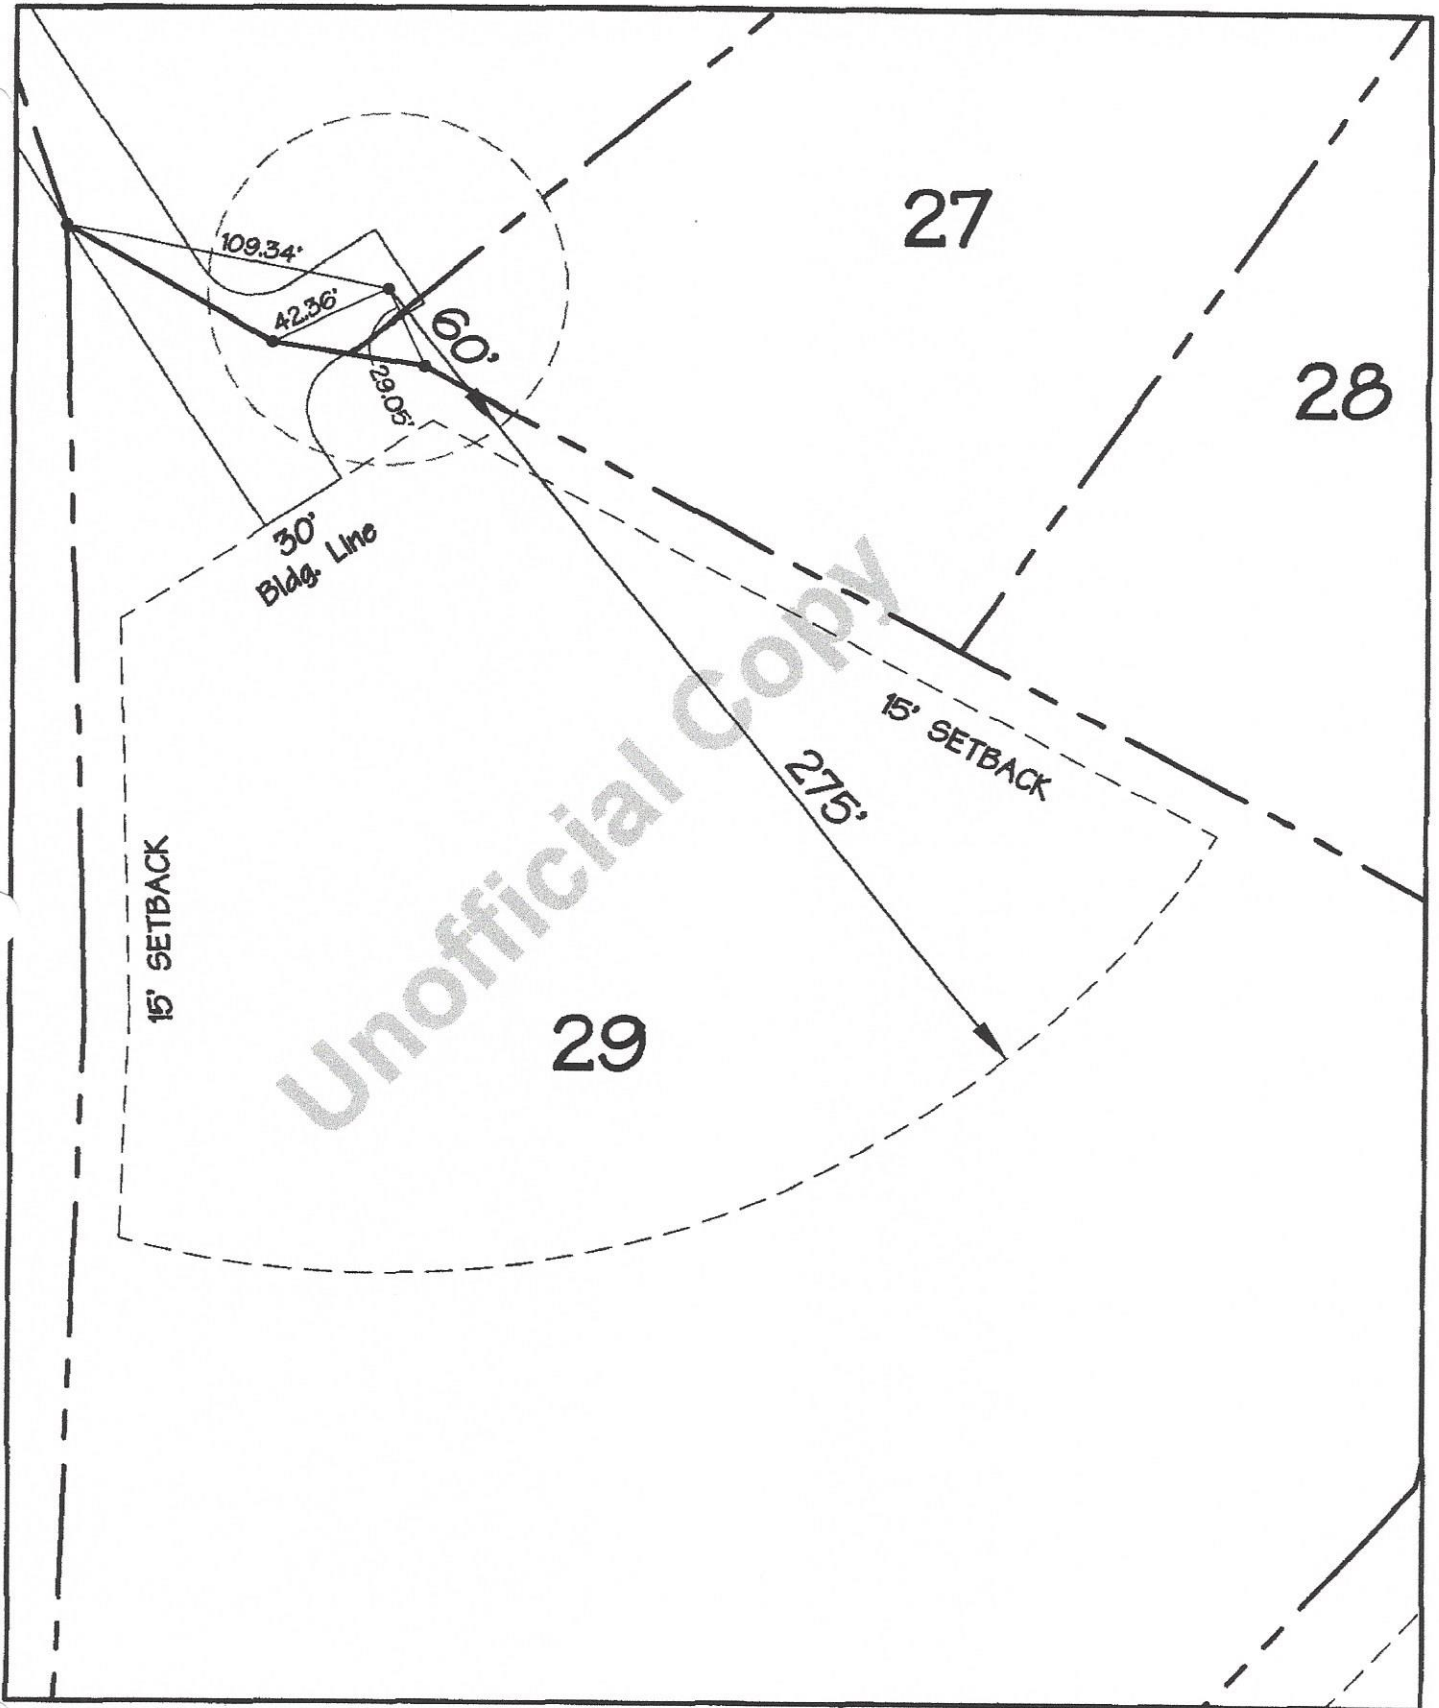 27
109.34'
42.36'
60'
28
29.05'
30'
Bldg. Line
15' SETBACK
275'
15' SETBACK
29
Unofficial Copy